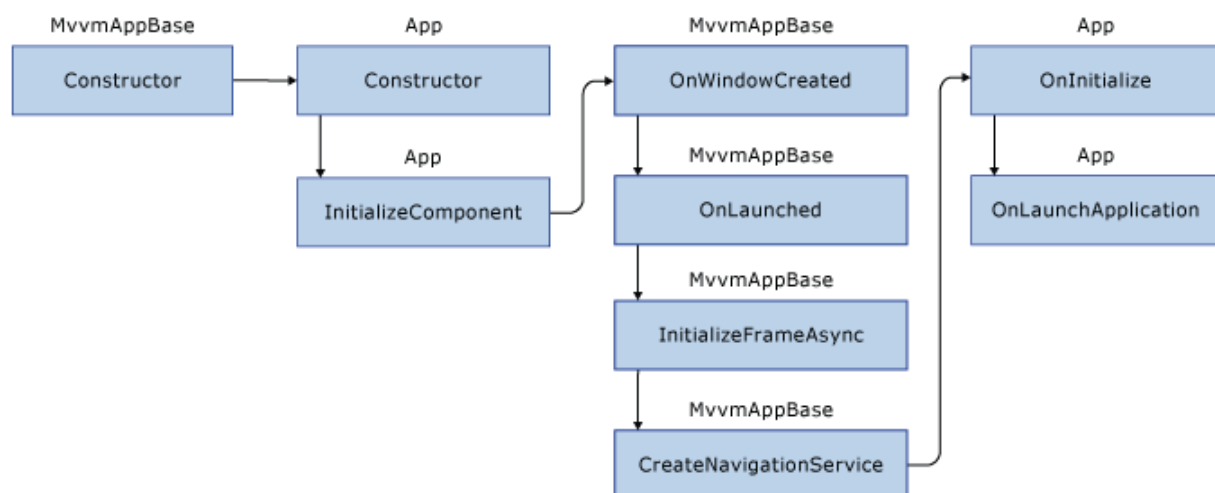 MvvmAppBase
Constructor
App
Constructor
App
InitializeComponent
MvvmAppBase
OnWindowCreated
MvvmAppBase
OnLaunched
MvvmAppBase
InitializeFrameAsync
MvvmAppBase
CreateNavigationService
App
OnInitialize
App
OnLaunchApplication